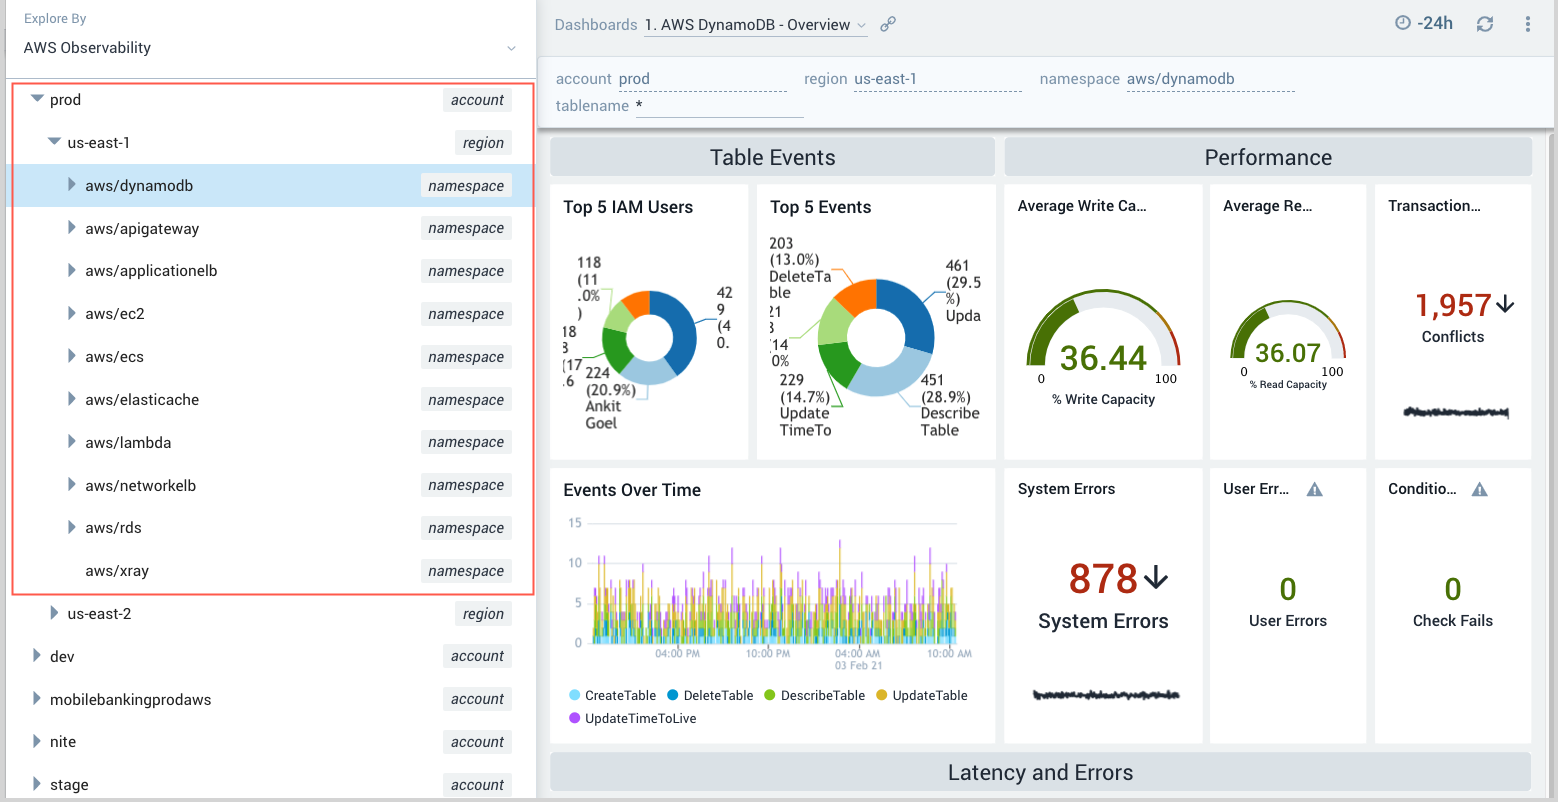 Explore By
AWS Observability
prod account
us-east-1 region
aws/dynamodb namespace
aws/apigateway namespace
aws/applicationelb namespace
aws/ec2 namespace
aws/ecs namespace
aws/elasticache namespace
aws/lambda namespace
aws/networkelb namespace
aws/rds namespace
aws/xray namespace
us-east-2 region
dev account
mobilebankingprodaws account
nite account
stage account
Dashboards 1. AWS DynamoDB - Overview
-24h
account prod region us-east-1 namespace aws/dynamodb
tablename *
Table Events
Top 5 IAM Users
118
(11
.0%
)
42
9
(4
0.
18
8
(17
.6
224
(20.9%)
Ankit
Goel
Top 5 Events
203
(13.0%)
DeleteTa
ble
461
(29.5
%)
Upda
21
8
(14
.0%
229
(14.7%)
Update
TimeTo
451
(28.9%)
Describe
Table
Events Over Time
15
10
5
0
04:00 PM 10:00 PM 04:00 AM 10:00 AM
03 Feb 21
CreateTable DeleteTable DescribeTable UpdateTable
UpdateTimeToLive
Performance
Average Write Ca...
36.44
0 100
% Write Capacity
Average Re...
36.07
0 100
% Read Capacity
Transaction...
1,957
Conflicts
System Errors
878
System Errors
User Err...
0
User Errors
Conditio...
0
Check Fails
Latency and Errors